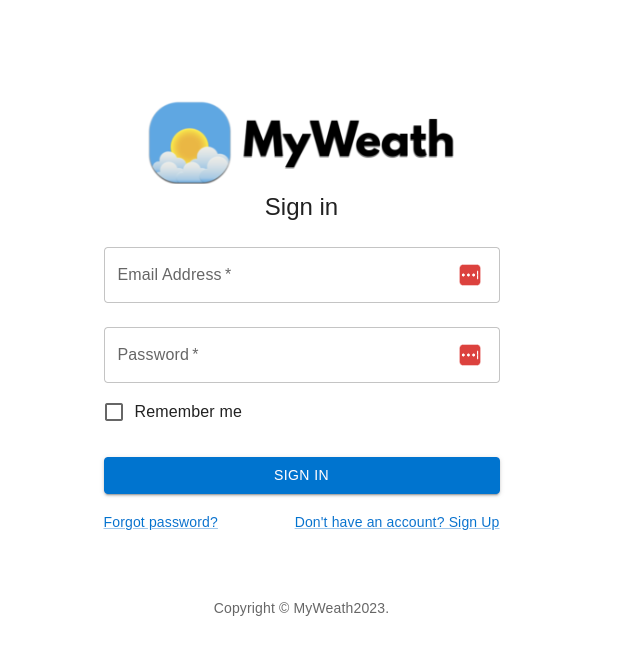 MyWeath
Sign in
Email Address *
Password *
Remember me
SIGN IN
Forgot password?
Don't have an account? Sign Up
Copyright © MyWeath2023.